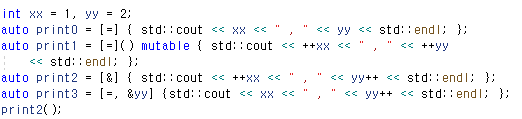 int xx = 1, yy = 2;
auto print0 = [=] { std::cout << xx << " , " << yy << std::endl; };
auto print1 = [=]() mutable { std::cout << ++xx << " , " << ++yy
<< std::endl; };
auto print2 = [&] { std::cout << ++xx << " , " << yy++ << std::endl; };
auto print3 = [=, &yy] {std::cout << xx << " , " << yy++ << std::endl; };
print2();